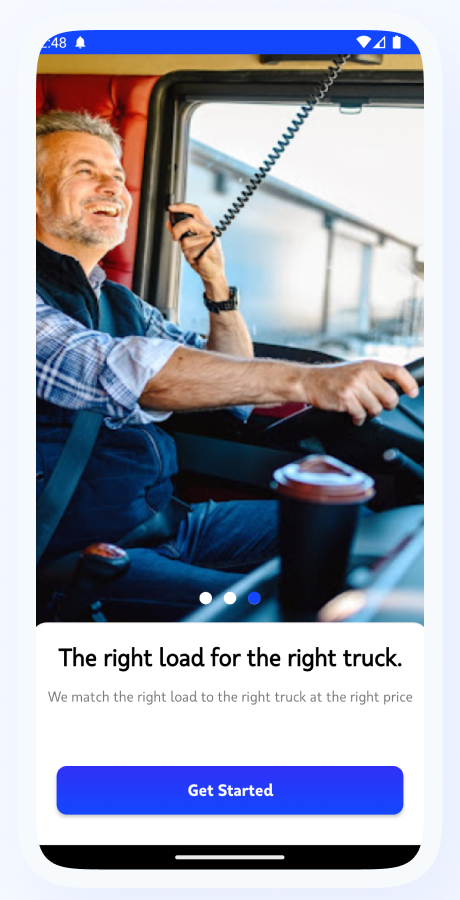 :48
The right load for the right truck.
We match the right load to the right truck at the right price
Get Started